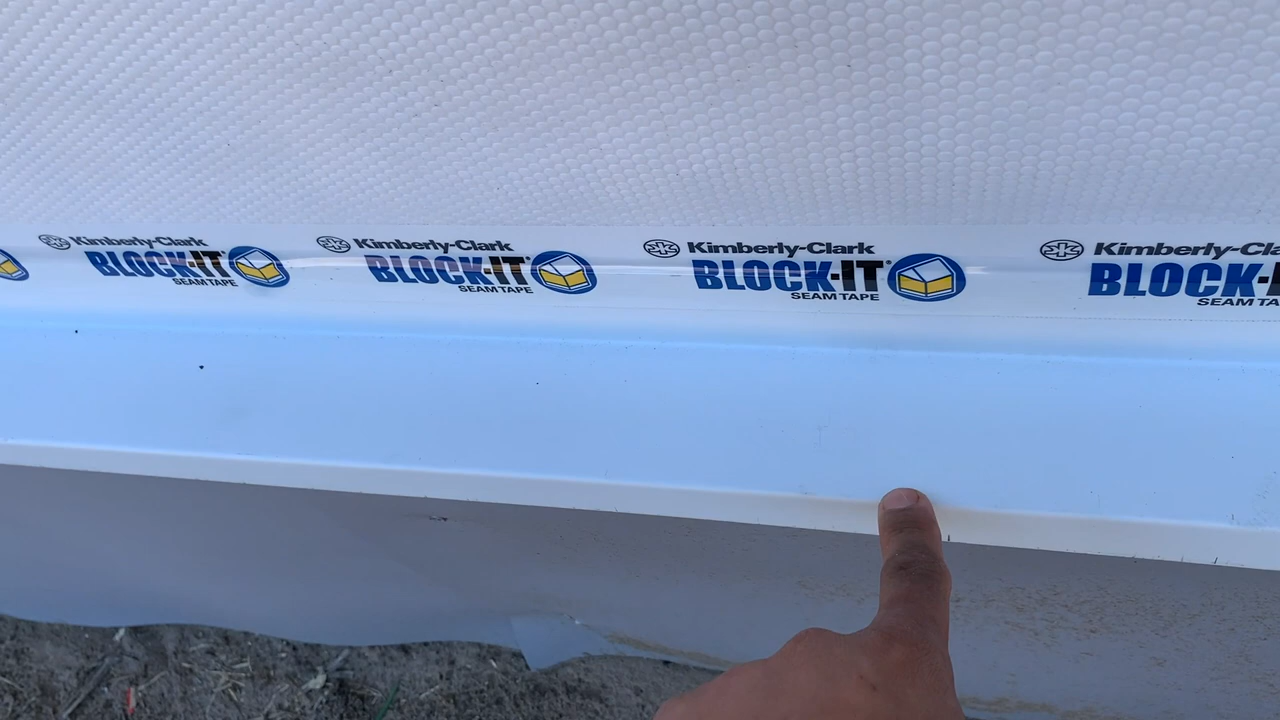 Kimberly-Clark
BLOCK-IT
SEAM TAPE
Kimberly-Clark
BLOCK-IT®
SEAM TAPE
Kimberly-Clark
BLOCK-IT®
SEAM TAPE
Kimberly-Cla
BLOCK-I
SEAM TA